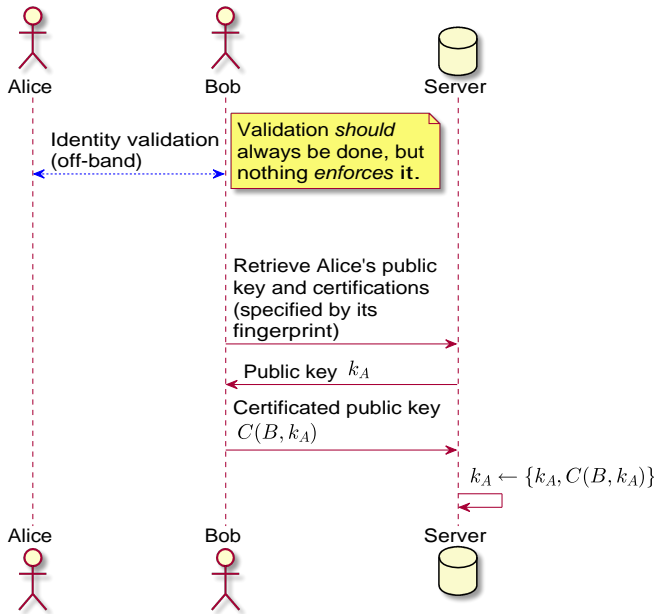 Alice
Bob
Server
Identity validation
(off-band)
Validation should
always be done, but
nothing enforces it.
Retrieve Alice's public
key and certifications
(specified by its
fingerprint)
Public key k_A
Certificated public key
C(B, k_A)
k_A ← {k_A, C(B, k_A)}
Alice
Bob
Server